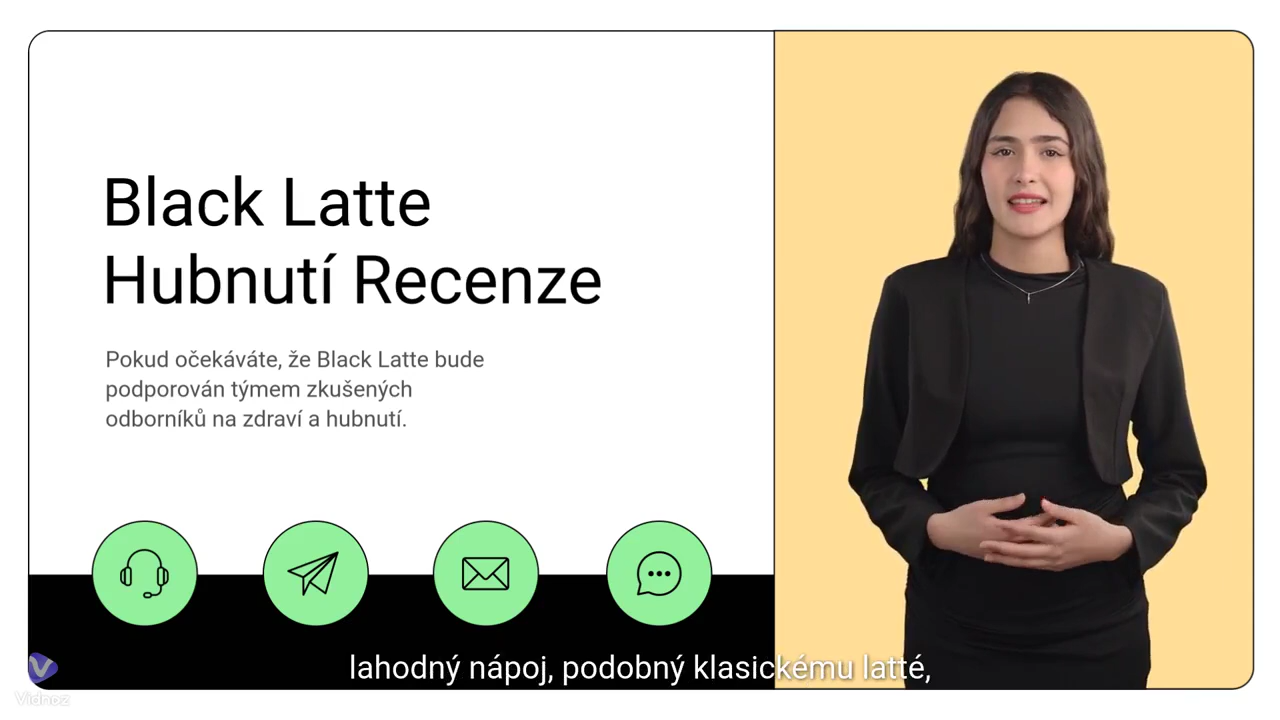 Black Latte
Hubnutí Recenze
Pokud očekáváte, že Black Latte bude
podporován týmem zkušených
odborníků na zdraví a hubnutí.
lahodný nápoj, podobný klasickému latté,
Vidnoz